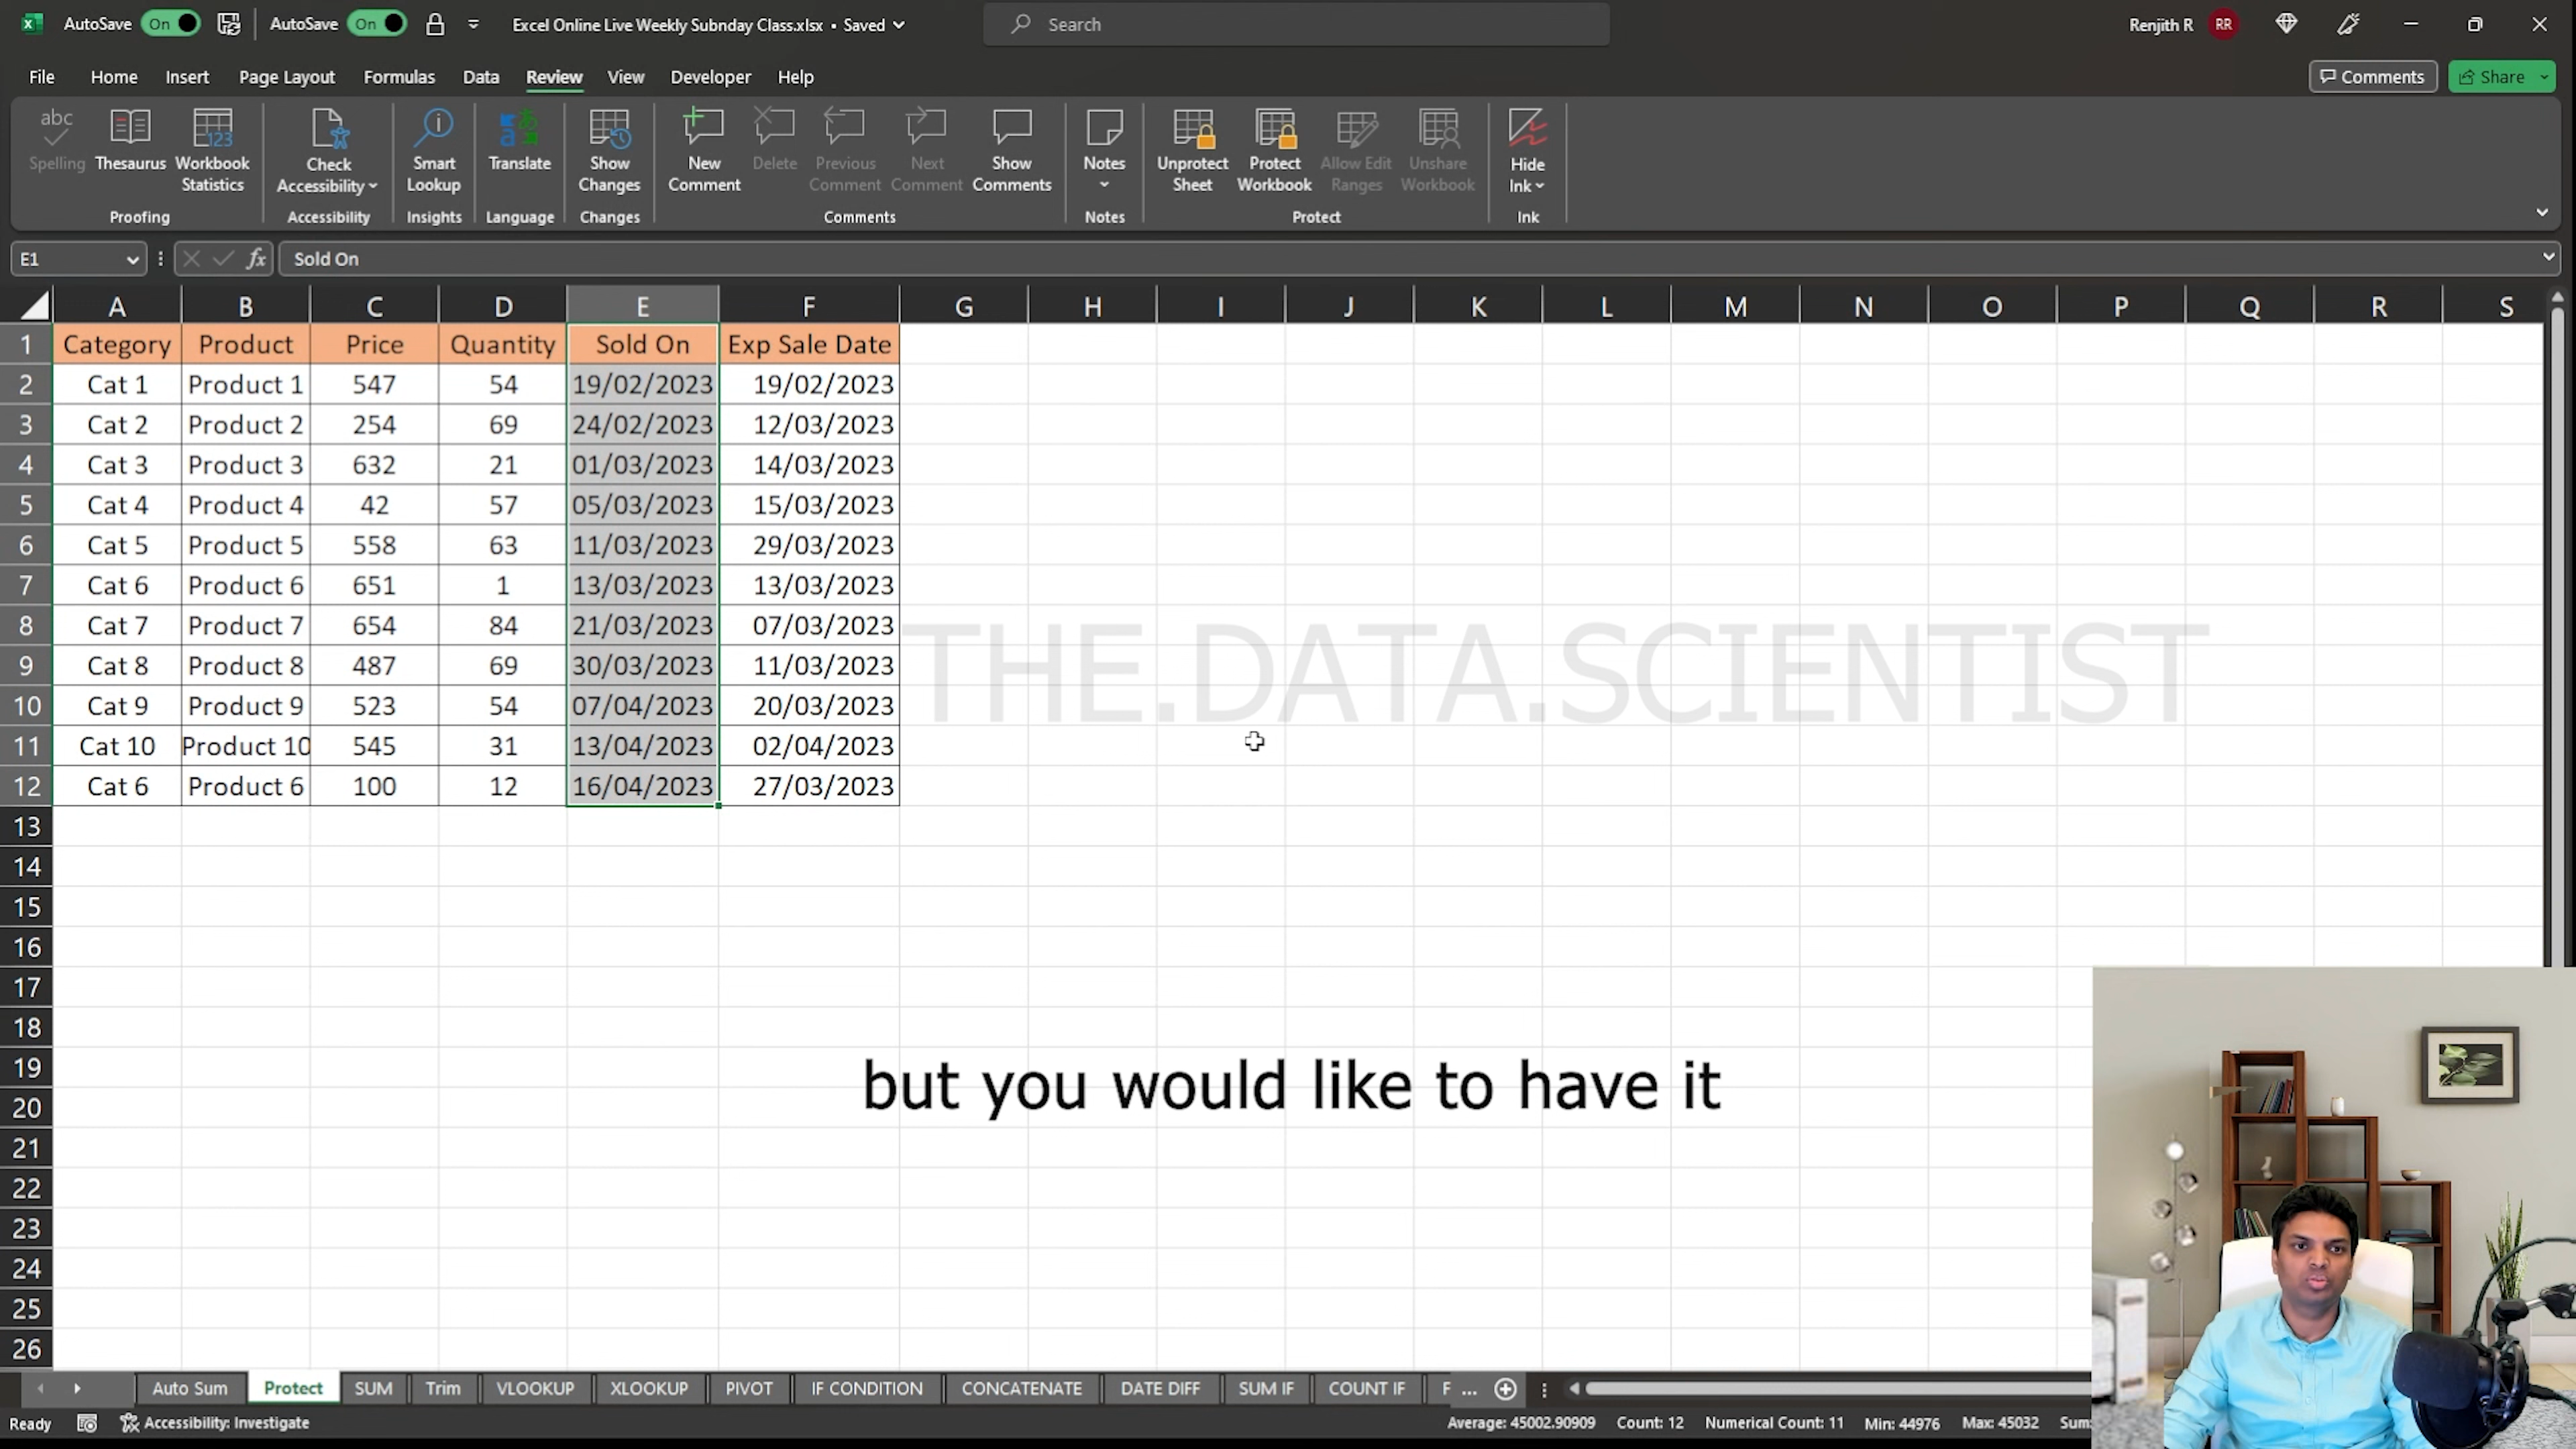 AutoSave On AutoSave On Excel Online Live Weekly Subnday Class.xlsx • Saved Search Renjith R RR
File Home Insert Page Layout Formulas Data Review View Developer Help Comments Share
abc Spelling Thesaurus 123 Workbook Statistics Check Accessibility Smart Lookup Translate Show Changes New Comment Delete Previous Comment Next Comment Show Comments Notes Unprotect Sheet Protect Workbook Allow Edit Ranges Unshare Workbook Hide Ink
Proofing Accessibility Insights Language Changes Comments Notes Protect Ink
E1 fx Sold On
A B C D E F G H I J K L M N O P Q R S
1 Category Product Price Quantity Sold On Exp Sale Date
2 Cat 1 Product 1 547 54 19/02/2023 19/02/2023
3 Cat 2 Product 2 254 69 24/02/2023 12/03/2023
4 Cat 3 Product 3 632 21 01/03/2023 14/03/2023
5 Cat 4 Product 4 42 57 05/03/2023 15/03/2023
6 Cat 5 Product 5 558 63 11/03/2023 29/03/2023
7 Cat 6 Product 6 651 1 13/03/2023 13/03/2023
8 Cat 7 Product 7 654 84 21/03/2023 07/03/2023
9 Cat 8 Product 8 487 69 30/03/2023 11/03/2023
THE.DATA.SCIENTIST
10 Cat 9 Product 9 523 54 07/04/2023 20/03/2023
11 Cat 10 Product 10 545 31 13/04/2023 02/04/2023
12 Cat 6 Product 6 100 12 16/04/2023 27/03/2023
13
14
15
16
17
18
19
but you would like to have it
20
21
22
23
24
25
26
Auto Sum Protect SUM Trim VLOOKUP XLOOKUP PIVOT IF CONDITION CONCATENATE DATE DIFF SUM IF COUNT IF F ...
Ready Accessibility: Investigate Average: 45002.90909 Count: 12 Numerical Count: 11 Min: 44976 Max: 45032 Sum: